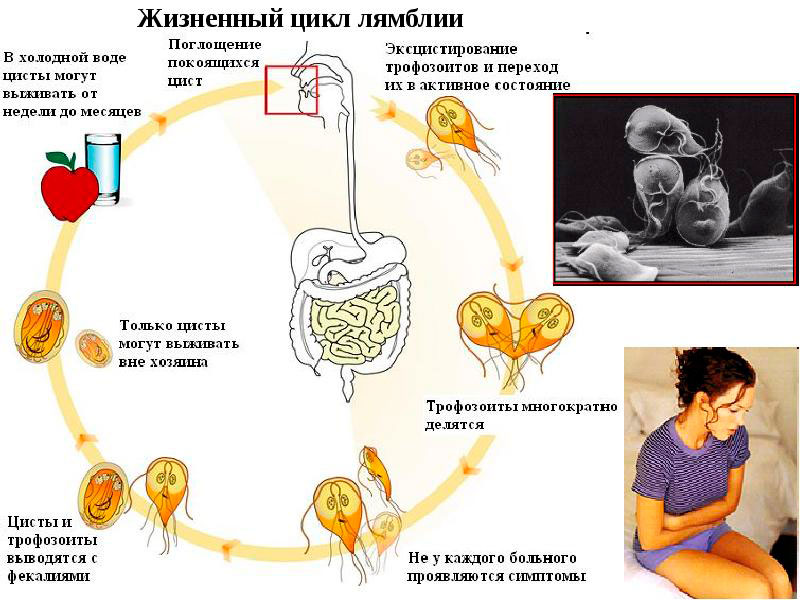 Жизненный цикл лямблии
В холодной воде
цисты могут
выживать от
недели до месяцев
Поглощение
покоящихся
цист
Эксцистирование
трофозоитов и переход
их в активное состояние
Только цисты
могут выживать
вне хозяина
Трофозоиты многократно
делятся
Цисты и
трофозоиты
выводятся с
фекалиями
Не у каждого больного
проявляются симптомы